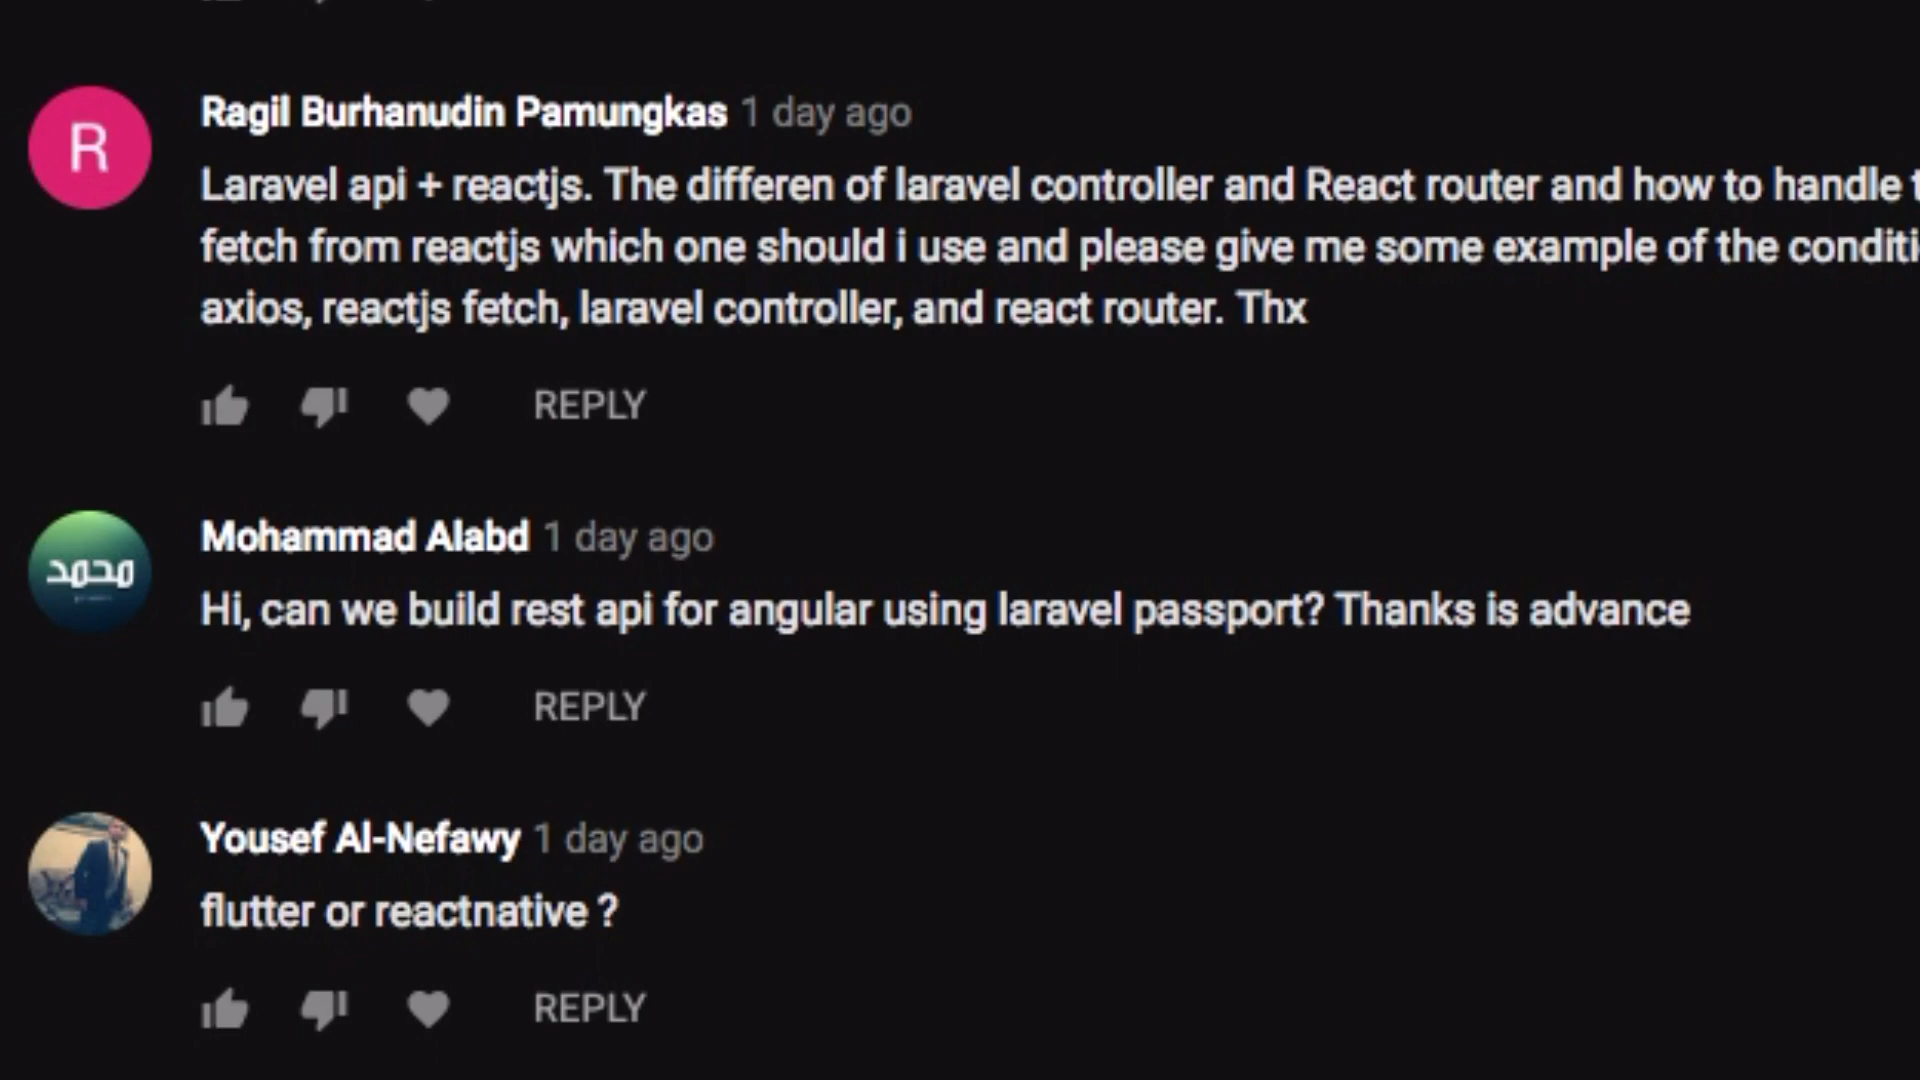 R
Ragil Burhanudin Pamungkas 1 day ago
Laravel api + reactjs. The differen of laravel controller and React router and how to handle
fetch from reactjs which one should i use and please give me some example of the
axios, reactjs fetch, laravel controller, and react router. Thx
REPLY
محمد
Mohammad Alabd 1 day ago
Hi, can we build rest api for angular using laravel passport? Thanks is advance
REPLY
Yousef Al-Nefawy 1 day ago
flutter or reactnative ?
REPLY